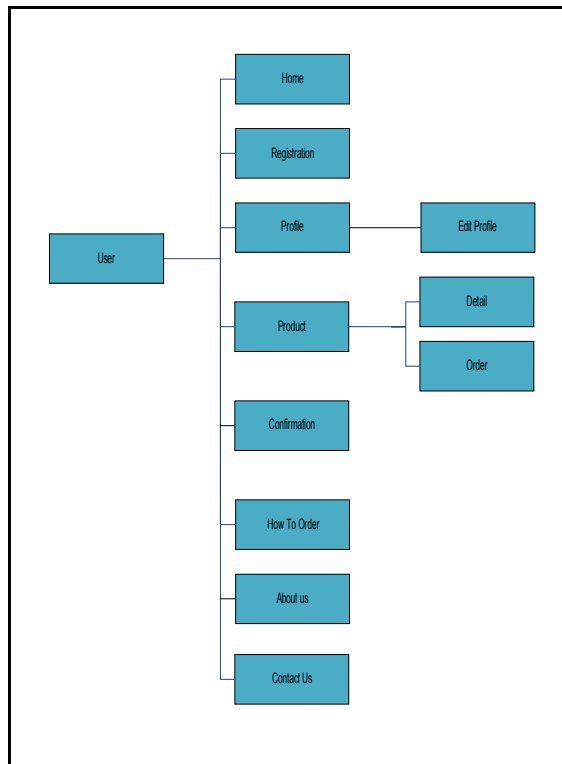 Home
Registration
Profile
Edit Profile
User
Detail
Product
Order
Confirmation
How To Order
About us
Contact Us